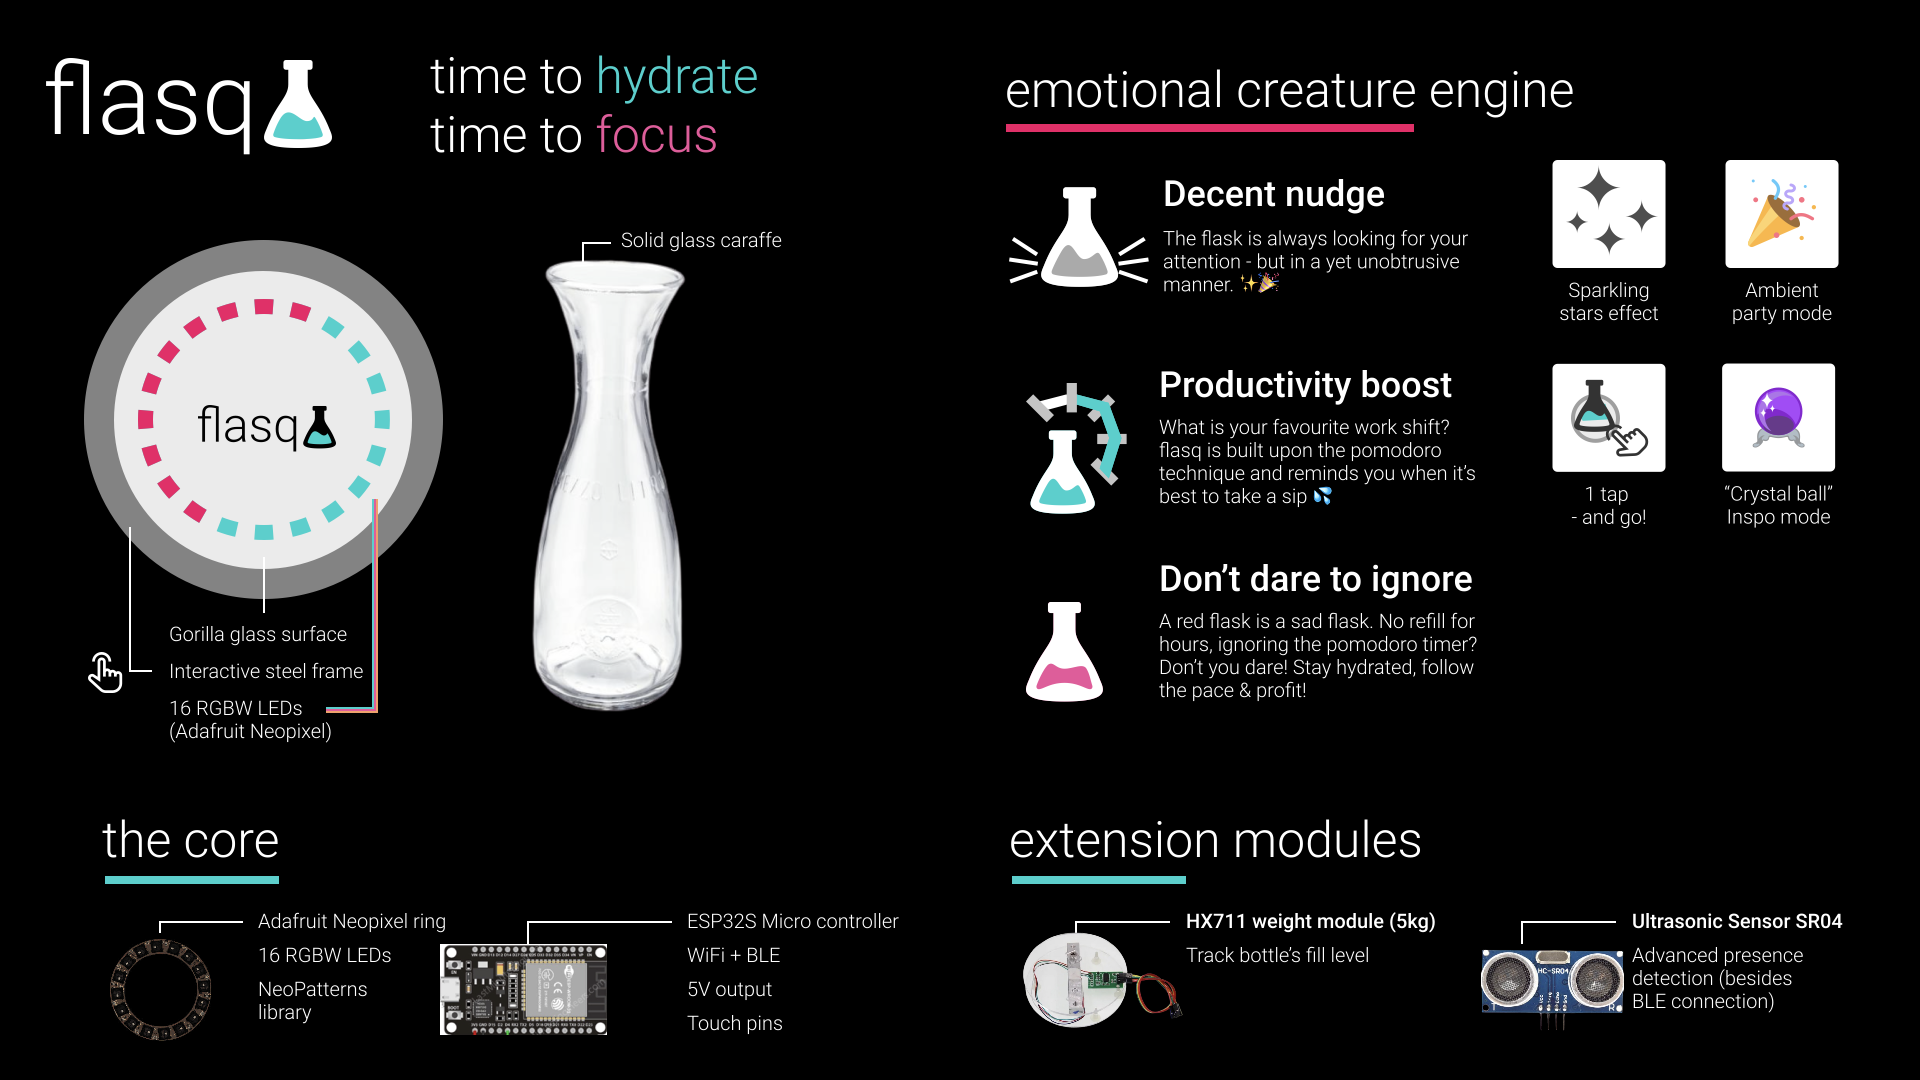 flasq
time to hydrate
time to focus
Solid glass caraffe
flasq
Gorilla glass surface
Interactive steel frame
16 RGBW LEDs
(Adafruit Neopixel)
emotional creature engine
Decent nudge
The flask is always looking for your
attention - but in a yet unobtrusive
manner. ✨🎉
Sparkling
stars effect
Ambient
party mode
Productivity boost
What is your favourite work shift?
flasq is built upon the pomodoro
technique and reminds you when it’s
best to take a sip 💦
1 tap
- and go!
“Crystal ball”
Inspo mode
Don’t dare to ignore
A red flask is a sad flask. No refill for
hours, ignoring the pomodoro timer?
Don’t you dare! Stay hydrated, follow
the pace & profit!
the core
Adafruit Neopixel ring
16 RGBW LEDs
NeoPatterns
library
ESP32S Micro controller
WiFi + BLE
5V output
Touch pins
extension modules
HX711 weight module (5kg)
Track bottle’s fill level
Ultrasonic Sensor SR04
Advanced presence
detection (besides
BLE connection)
HC-SR04
T
R